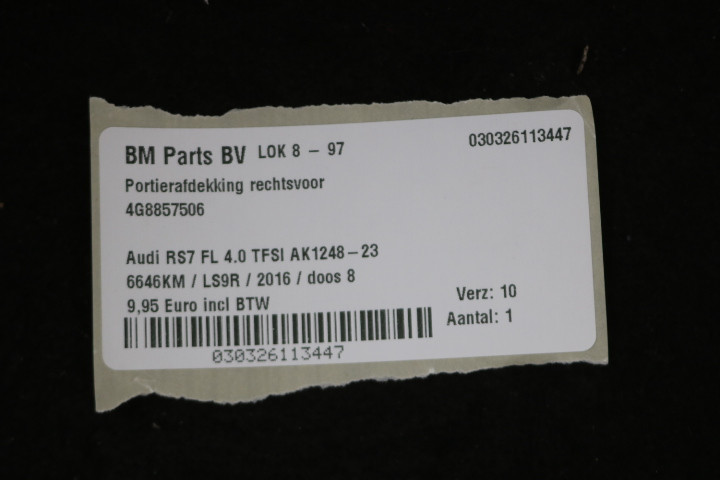 BM Parts BV LOK 8 - 97 030326113447
Portierafdekking rechtsvoor
4G8857506
Audi RS7 FL 4.0 TFSI AK1248-23
6646KM / LS9R / 2016 / doos 8
9,95 Euro incl BTW
Verz: 10
Aantal: 1
030326113447